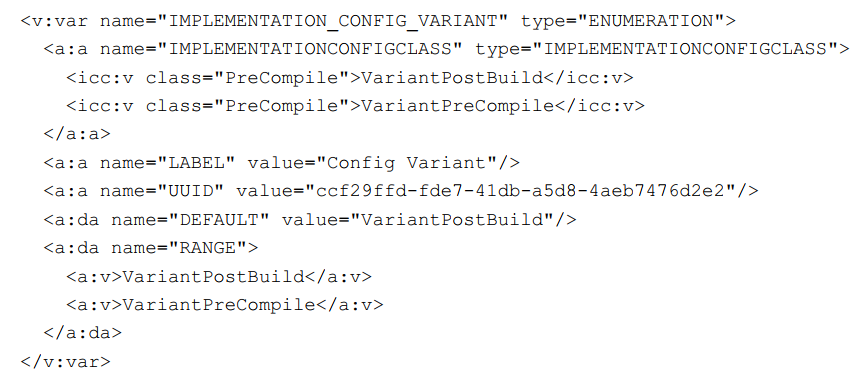 <v:var name="IMPLEMENTATION_CONFIG_VARIANT" type="ENUMERATION">
  <a:a name="IMPLEMENTATIONCONFIGCLASS" type="IMPLEMENTATIONCONFIGCLASS">
    <icc:v class="PreCompile">VariantPostBuild</icc:v>
    <icc:v class="PreCompile">VariantPreCompile</icc:v>
  </a:a>
  <a:a name="LABEL" value="Config Variant"/>
  <a:a name="UUID" value="ccf29ffd-fde7-41db-a5d8-4aeb7476d2e2"/>
  <a:da name="DEFAULT" value="VariantPostBuild"/>
  <a:da name="RANGE">
    <a:v>VariantPostBuild</a:v>
    <a:v>VariantPreCompile</a:v>
  </a:da>
</v:var>